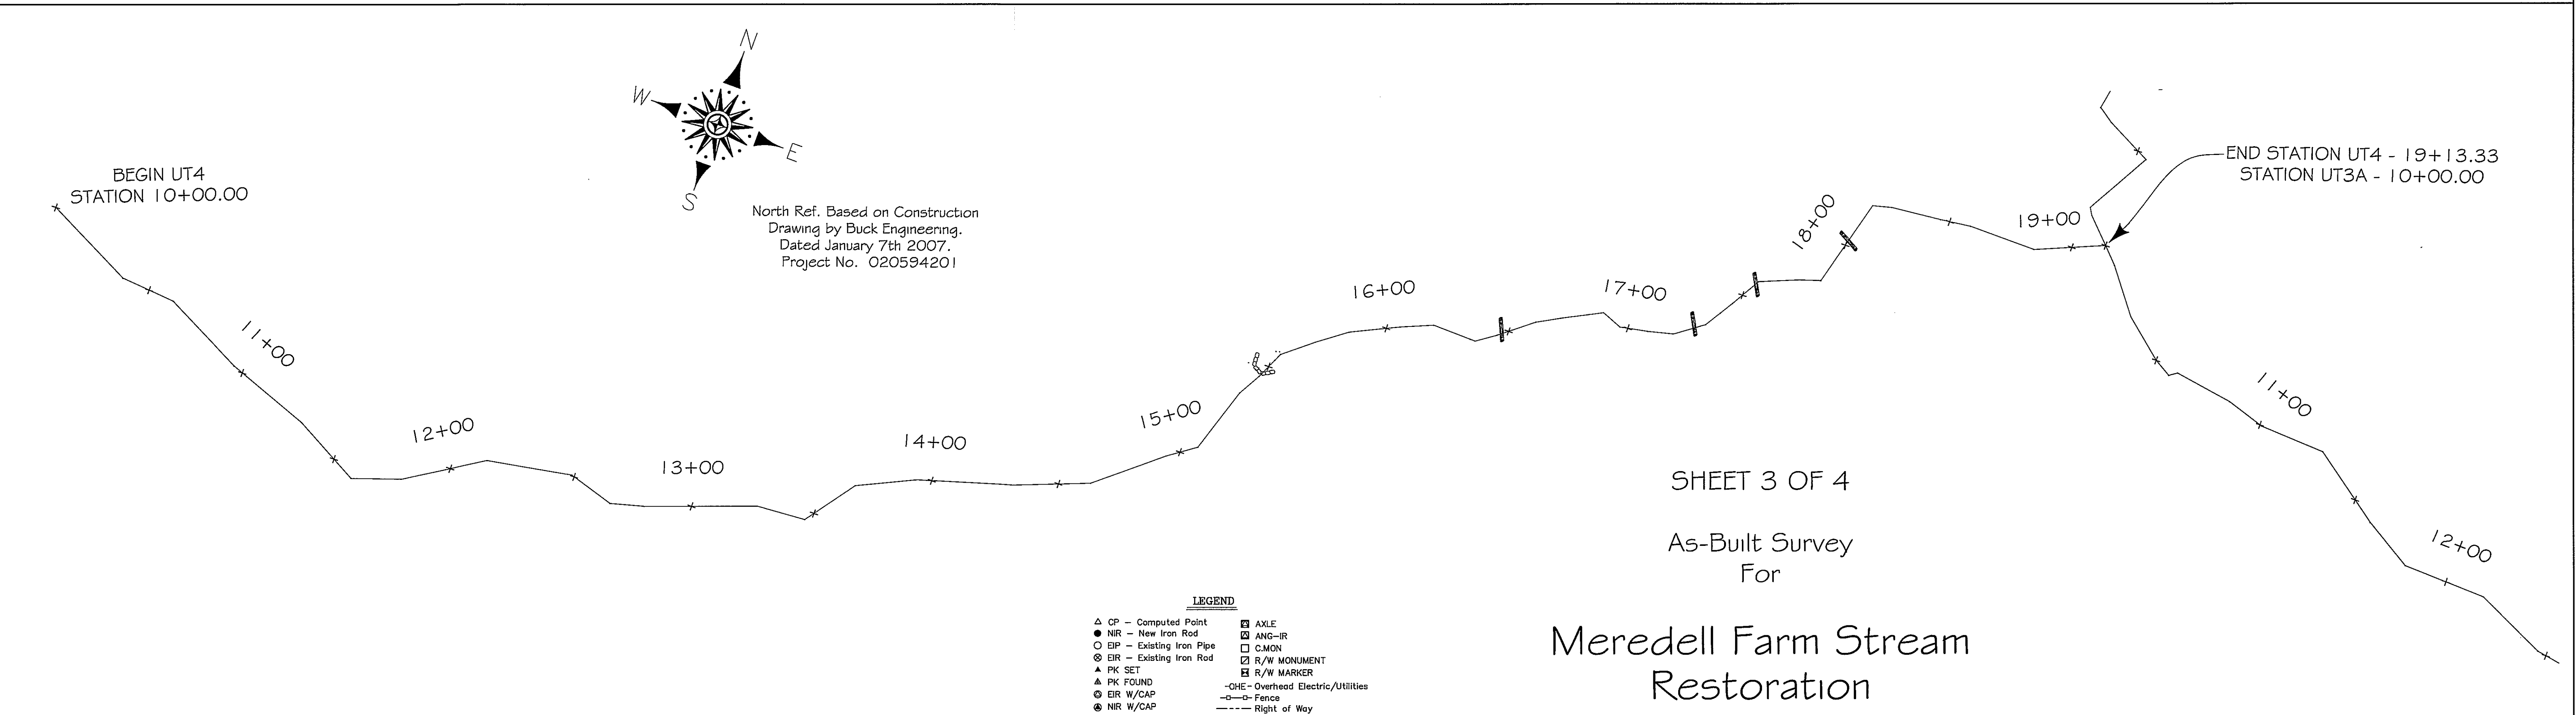 N
W
E
S
BEGIN UT4
STATION 10+00.00
North Ref. Based on Construction
Drawing by Buck Engineering.
Dated January 7th 2007.
Project No. 020594201
END STATION UT4 - 19+13.33
STATION UT3A - 10+00.00
11+00
12+00
13+00
14+00
15+00
16+00
17+00
18+00
19+00
11+00
12+00
SHEET 3 OF 4
As-Built Survey
For
Meredell Farm Stream
Restoration
LEGEND
CP - Computed Point
NIR - New Iron Rod
EIP - Existing Iron Pipe
EIR - Existing Iron Rod
PK SET
PK FOUND
EIR W/CAP
NIR W/CAP
AXLE
ANG-IR
C.MON
R/W MONUMENT
R/W MARKER
-OHE- Overhead Electric/Utilities
Fence
Right of Way